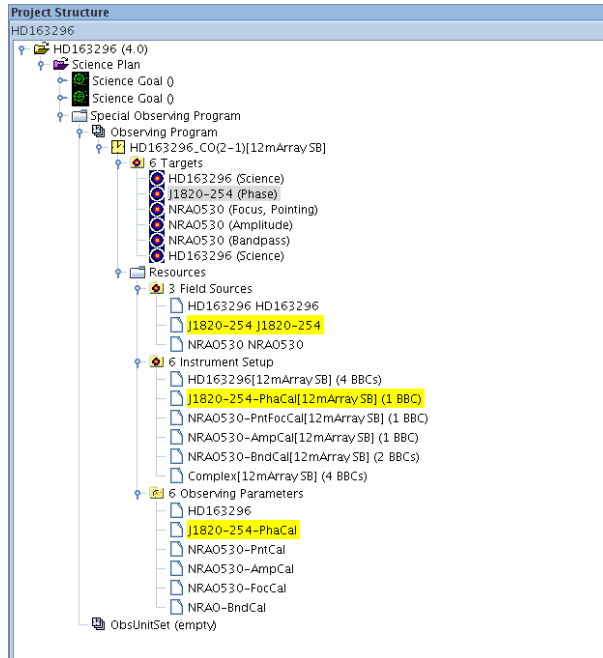 Project Structure
HD163296
HD163296 (4.0)
Science Plan
Science Goal ()
Science Goal ()
Special Observing Program
Observing Program
HD163296_CO(2-1)[12mArray SB]
6 Targets
HD163296 (Science)
J1820-254 (Phase)
NRAO530 (Focus, Pointing)
NRAO530 (Amplitude)
NRAO530 (Bandpass)
HD163296 (Science)
Resources
3 Field Sources
HD163296 HD163296
J1820-254 J1820-254
NRAO530 NRAO530
6 Instrument Setup
HD163296[12mArray SB] (4 BBCs)
J1820-254-PhaCal[12mArray SB] (1 BBC)
NRAO530-PntFocCal[12mArray SB] (1 BBC)
NRAO530-AmpCal[12mArray SB] (1 BBC)
NRAO530-BndCal[12mArray SB] (2 BBCs)
Complex[12mArray SB] (4 BBCs)
6 Observing Parameters
HD163296
J1820-254-PhaCal
NRAO530-PntCal
NRAO530-AmpCal
NRAO530-FocCal
NRAO-BndCal
ObsUnitSet (empty)